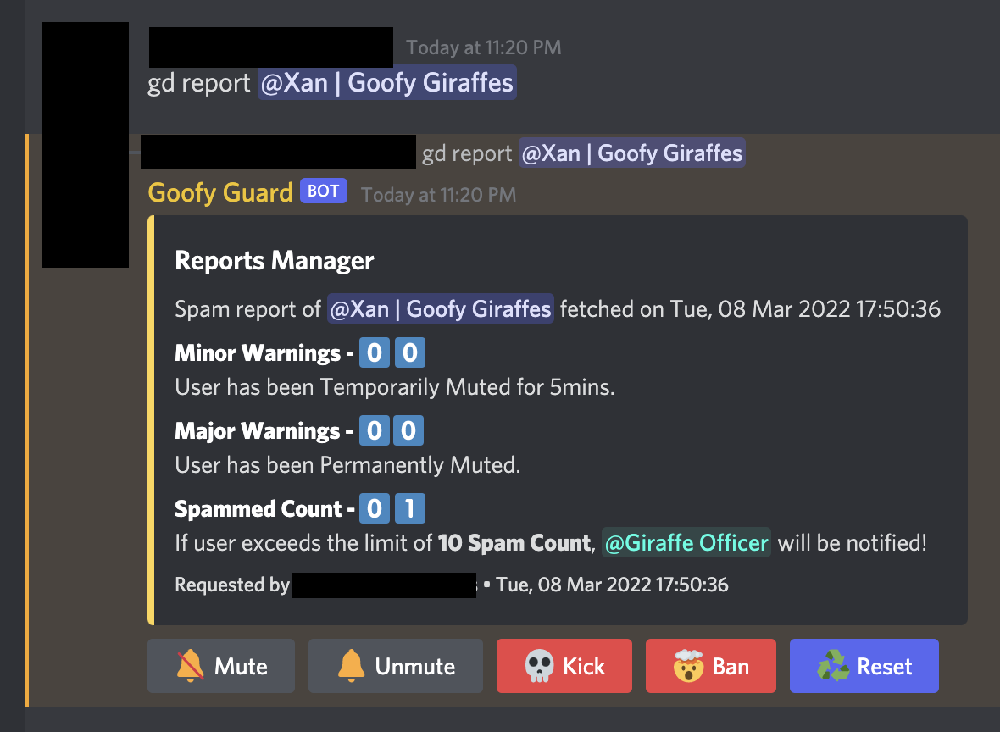 Today at 11:20 PM
gd report @Xan | Goofy Giraffes
gd report @Xan | Goofy Giraffes
Goofy Guard BOT Today at 11:20 PM
Reports Manager
Spam report of @Xan | Goofy Giraffes fetched on Tue, 08 Mar 2022 17:50:36
Minor Warnings - 0 0
User has been Temporarily Muted for 5mins.
Major Warnings - 0 0
User has been Permanently Muted.
Spammed Count - 0 1
If user exceeds the limit of 10 Spam Count, @Giraffe Officer will be notified!
Requested by • Tue, 08 Mar 2022 17:50:36
Mute Unmute Kick Ban Reset